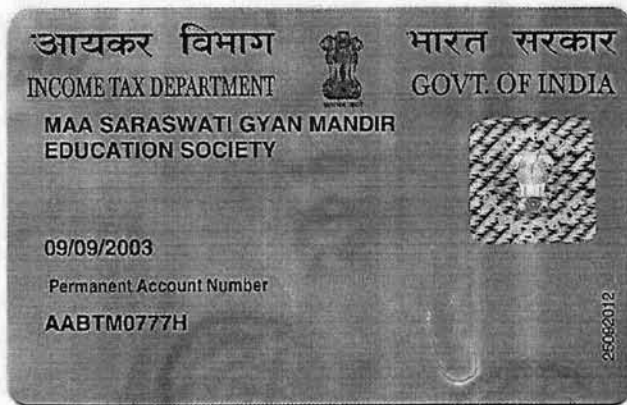 आयकर विभाग
INCOME TAX DEPARTMENT
भारत सरकार
GOVT. OF INDIA
MAA SARASWATI GYAN MANDIR
EDUCATION SOCIETY
09/09/2003
Permanent Account Number
AABTM0777H
25092012